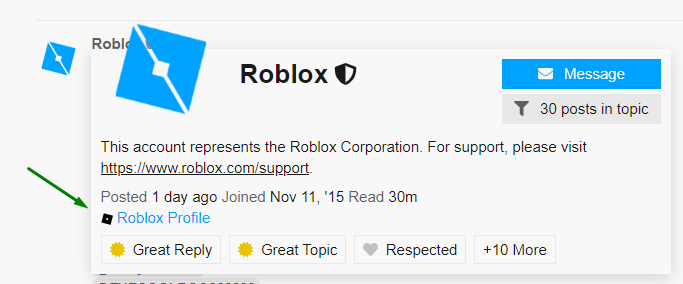 Roblox
Message
30 posts in topic
This account represents the Roblox Corporation. For support, please visit
https://www.roblox.com/support.
Posted 1 day ago Joined Nov 11, '15 Read 30m
Roblox Profile
Great Reply
Great Topic
Respected
+10 More